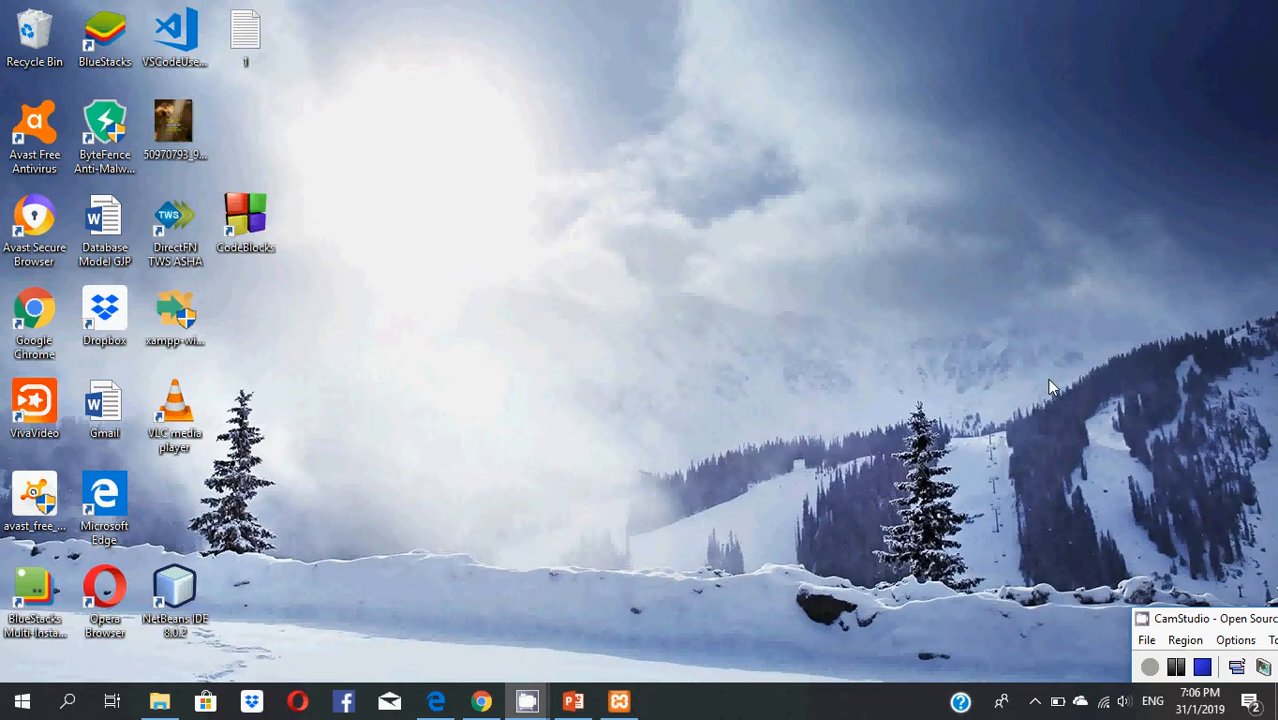 Recycle Bin
BlueStacks
VSCodeUse...
1
Avast Free
Antivirus
ByteFence
Anti-Malw...
50970793_9...
Avast Secure
Browser
Database
Model GJP
TWS
DirectFN
TWS ASHA
CodeBlocks
Google
Chrome
Dropbox
xampp-wi...
VivaVideo
Gmail
VLC media
player
avast_free_...
Microsoft
Edge
BlueStacks
Multi-Insta...
Opera
Browser
NetBeans IDE
8.0.2
CamStudio - Open Sourc
File Region Options To
ENG
7:06 PM
31/1/2019
2